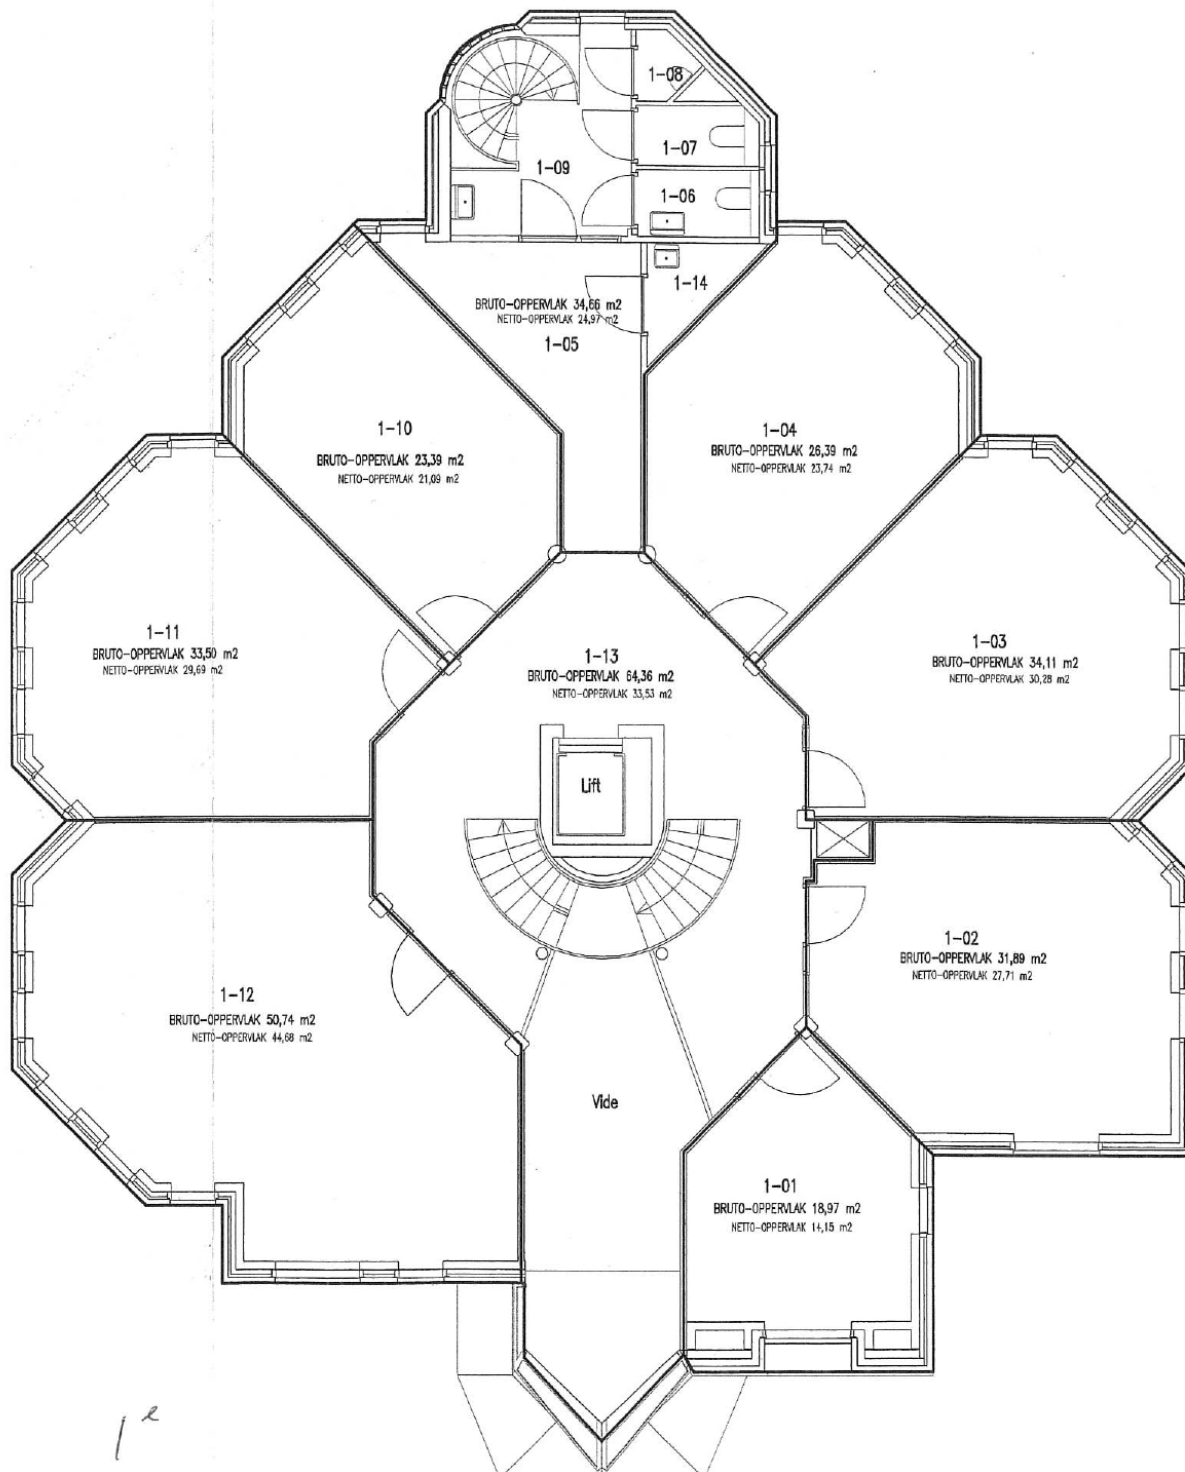 1-08
1-07
1-09
1-06
1-14
BRUTO-OPPERVLAK 34,66 m2
NETTO-OPPERVLAK 24,97 m2
1-05
1-10
BRUTO-OPPERVLAK 23,39 m2
NETTO-OPPERVLAK 21,09 m2
1-04
BRUTO-OPPERVLAK 26,39 m2
NETTO-OPPERVLAK 23,74 m2
1-11
BRUTO-OPPERVLAK 33,50 m2
NETTO-OPPERVLAK 29,69 m2
1-13
BRUTO-OPPERVLAK 64,36 m2
NETTO-OPPERVLAK 33,53 m2
1-03
BRUTO-OPPERVLAK 34,11 m2
NETTO-OPPERVLAK 30,28 m2
Lift
1-02
BRUTO-OPPERVLAK 31,89 m2
NETTO-OPPERVLAK 27,71 m2
1-12
BRUTO-OPPERVLAK 50,74 m2
NETTO-OPPERVLAK 44,68 m2
Vide
1-01
BRUTO-OPPERVLAK 18,97 m2
NETTO-OPPERVLAK 14,15 m2
1e